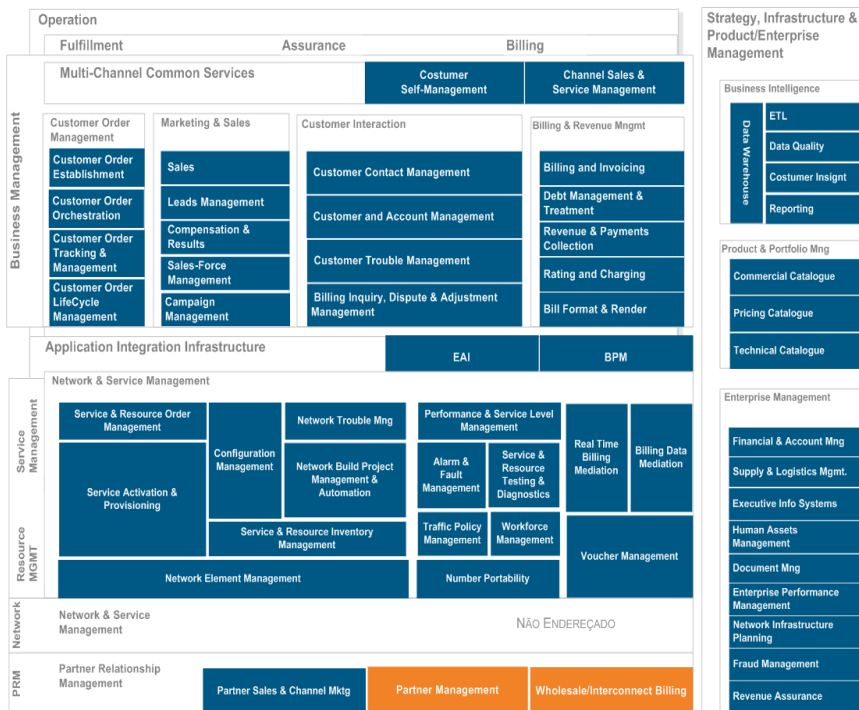 Operation
Fulfillment
Assurance
Billing
Multi-Channel Common Services
Costumer
Self-Management
Channel Sales &
Service Management
Business Management
Customer Order
Management
Customer Order
Establishment
Customer Order
Orchestration
Customer Order
Tracking &
Management
Customer Order
LifeCycle
Management
Marketing & Sales
Sales
Leads Management
Compensation &
Results
Sales-Force
Management
Campaign
Management
Customer Interaction
Customer Contact Management
Customer and Account Management
Customer Trouble Management
Billing Inquiry, Dispute & Adjustment
Management
Billing & Revenue Mngmt
Billing and Invoicing
Debt Management &
Treatment
Revenue & Payments
Collection
Rating and Charging
Bill Format & Render
Application Integration Infrastructure
EAI
BPM
Network & Service Management
Service
Management
Resource
MGMT
Service & Resource Order
Management
Service Activation &
Provisioning
Configuration
Management
Network Trouble Mng
Network Build Project
Management &
Automation
Service & Resource Inventory
Management
Network Element Management
Performance & Service Level
Management
Alarm &
Fault
Management
Service &
Resource
Testing &
Diagnostics
Traffic Policy
Management
Workforce
Management
Number Portability
Real Time
Billing
Mediation
Billing Data
Mediation
Voucher Management
Network
Network & Service
Management
NÃO ENDEREÇADO
PRM
Partner Relationship
Management
Partner Sales & Channel Mktg
Partner Management
Wholesale/Interconnect Billing
Strategy, Infrastructure &
Product/Enterprise
Management
Business Intelligence
Data Warehouse
ETL
Data Quality
Costumer Insignt
Reporting
Product & Portfolio Mng
Commercial Catalogue
Pricing Catalogue
Technical Catalogue
Enterprise Management
Financial & Account Mng
Supply & Logistics Mgmt.
Executive Info Systems
Human Assets
Management
Document Mng
Enterprise Performance
Management
Network Infrastructure
Planning
Fraud Management
Revenue Assurance